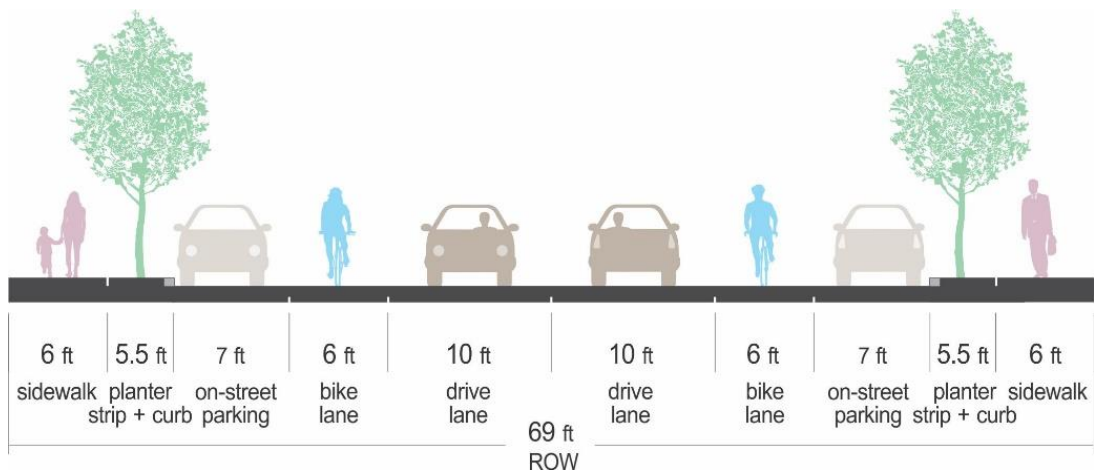 6 ft 5.5 ft 7 ft 6 ft 10 ft 10 ft 6 ft 7 ft 5.5 ft 6 ft
sidewalk planter on-street bike drive drive bike on-street planter sidewalk
strip + curb parking lane lane lane lane parking strip + curb
69 ft
ROW